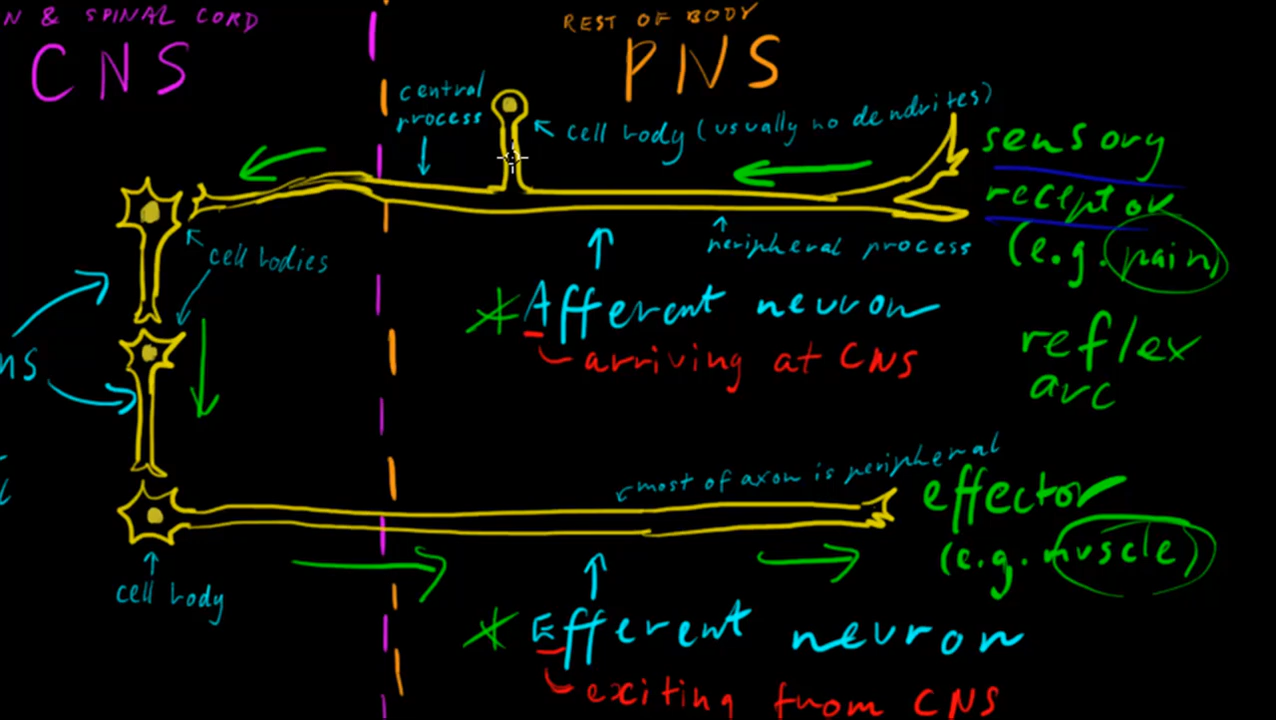 N & SPINAL CORD
CNS
REST OF BODY
PNS
central
process
cell body (usually no dendrites)
sensory
receptor
(e.g. pain)
cell bodies
peripheral process
* Afferent neuron
arriving at CNS
reflex
arc
ns
most of axon is peripheral
effector
(e.g. muscle)
cell body
* Efferent neuron
exiting from CNS